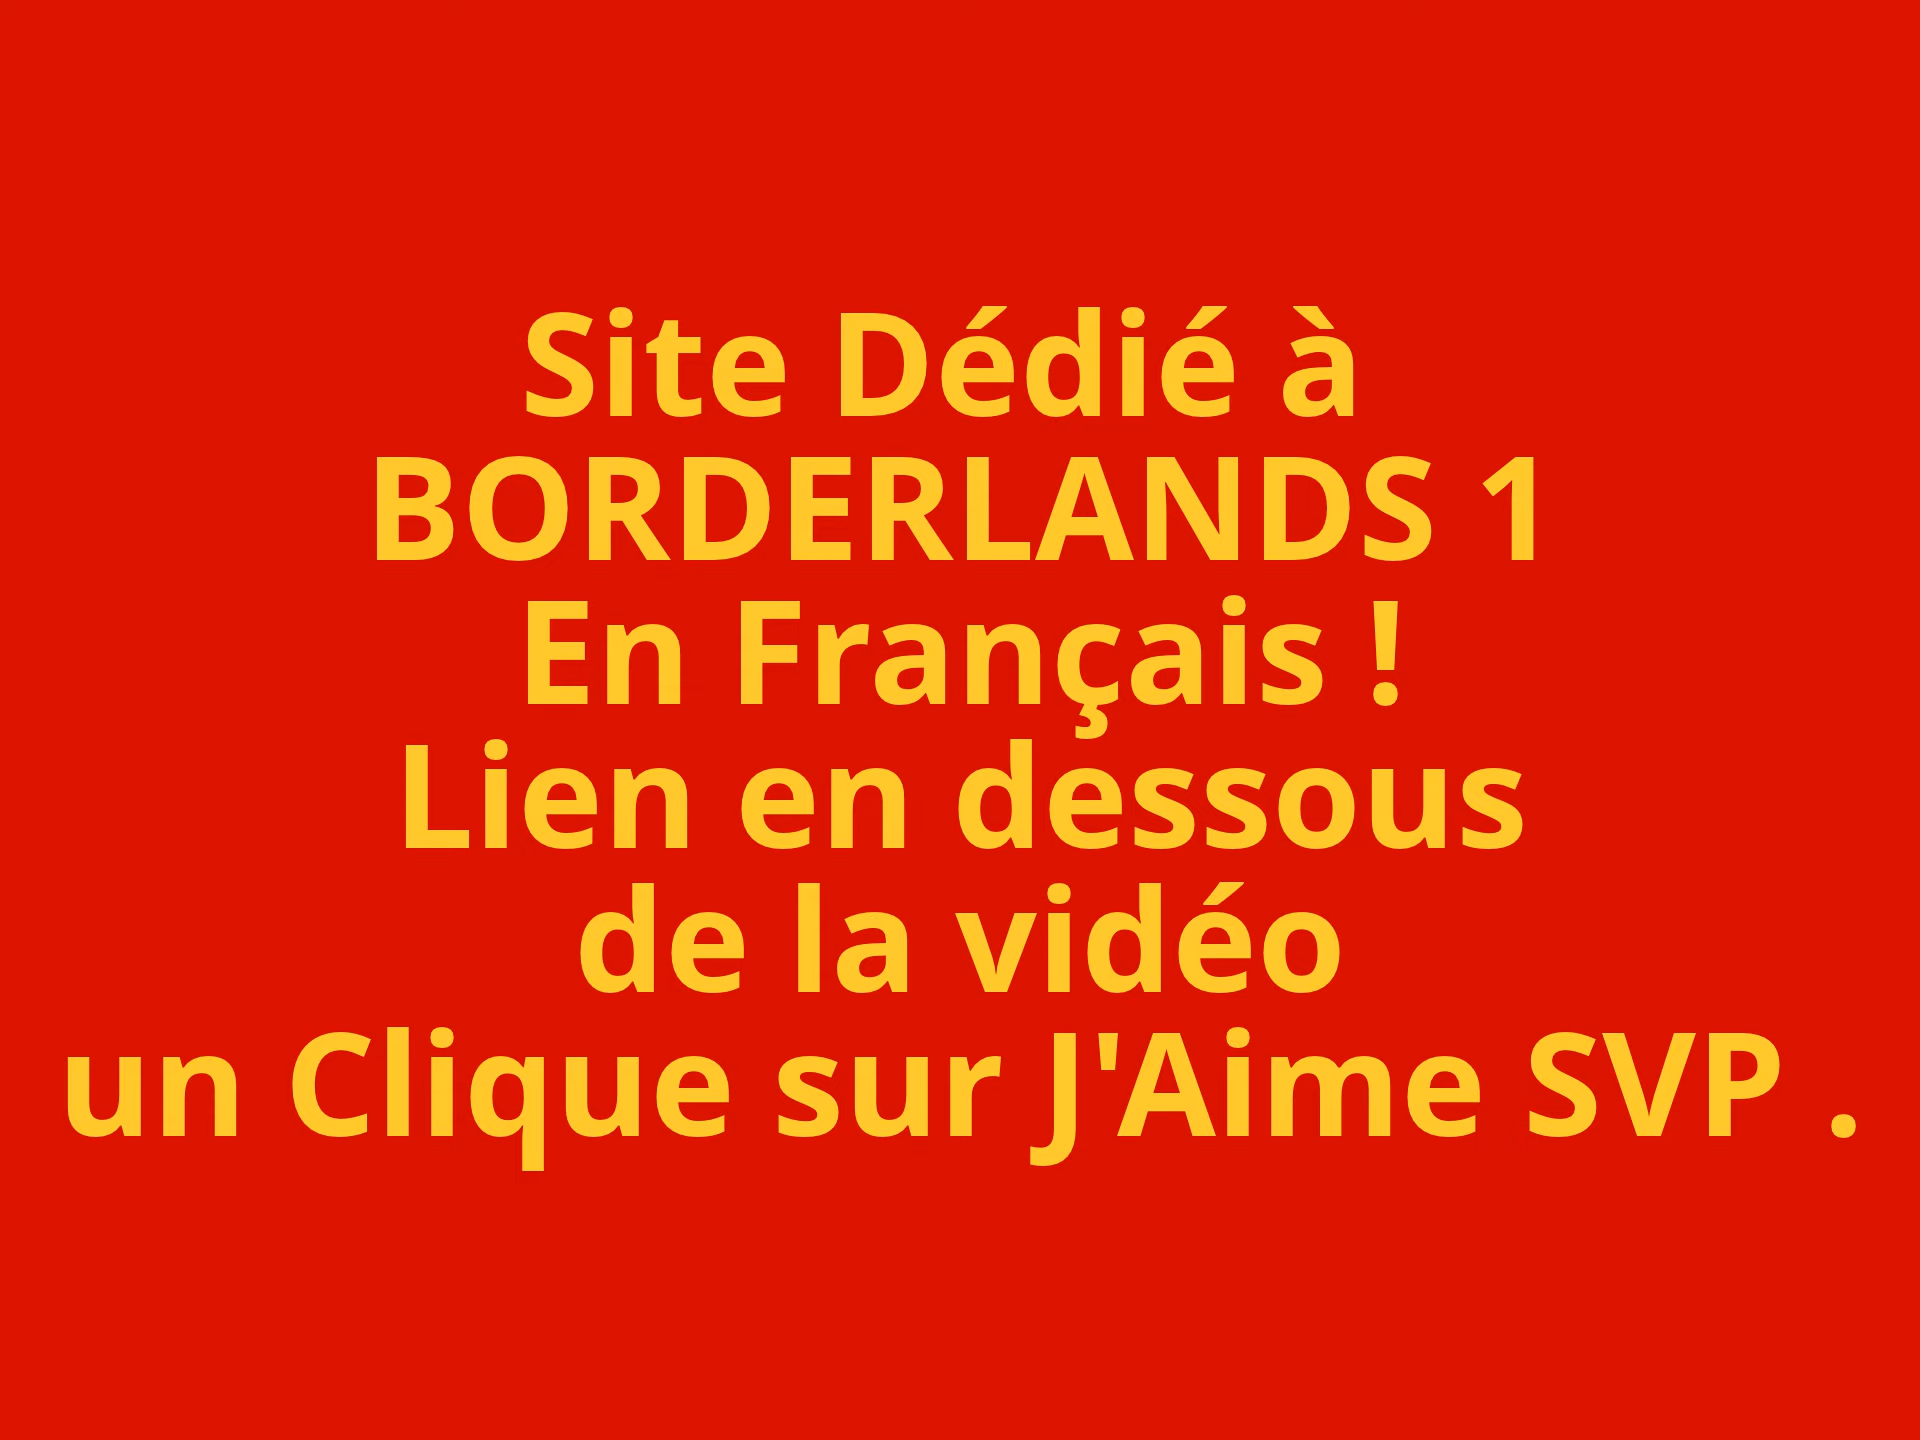 Site Dédié à
BORDERLANDS 1
En Français !
Lien en dessous
de la vidéo
un Clique sur J'Aime SVP .